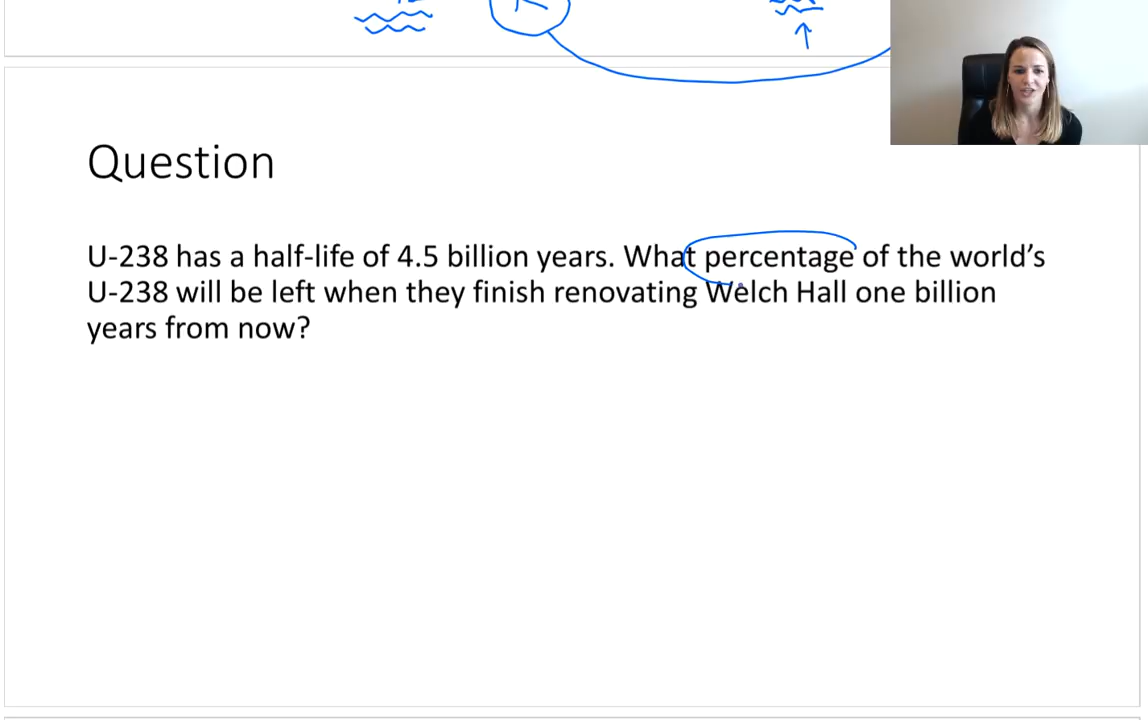 Question
U-238 has a half-life of 4.5 billion years. What percentage of the world’s
U-238 will be left when they finish renovating Welch Hall one billion
years from now?